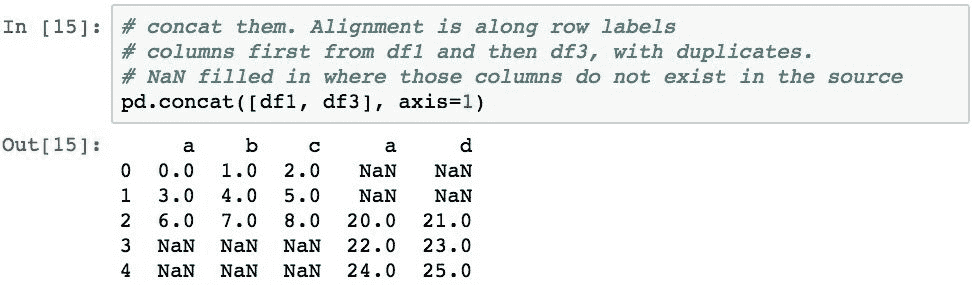 In [15]: # concat them. Alignment is along row labels
# columns first from df1 and then df3, with duplicates.
# NaN filled in where those columns do not exist in the source
pd.concat([df1, df3], axis=1)
Out[15]: a b c a d
0 0.0 1.0 2.0 NaN NaN
1 3.0 4.0 5.0 NaN NaN
2 6.0 7.0 8.0 20.0 21.0
3 NaN NaN NaN 22.0 23.0
4 NaN NaN NaN 24.0 25.0